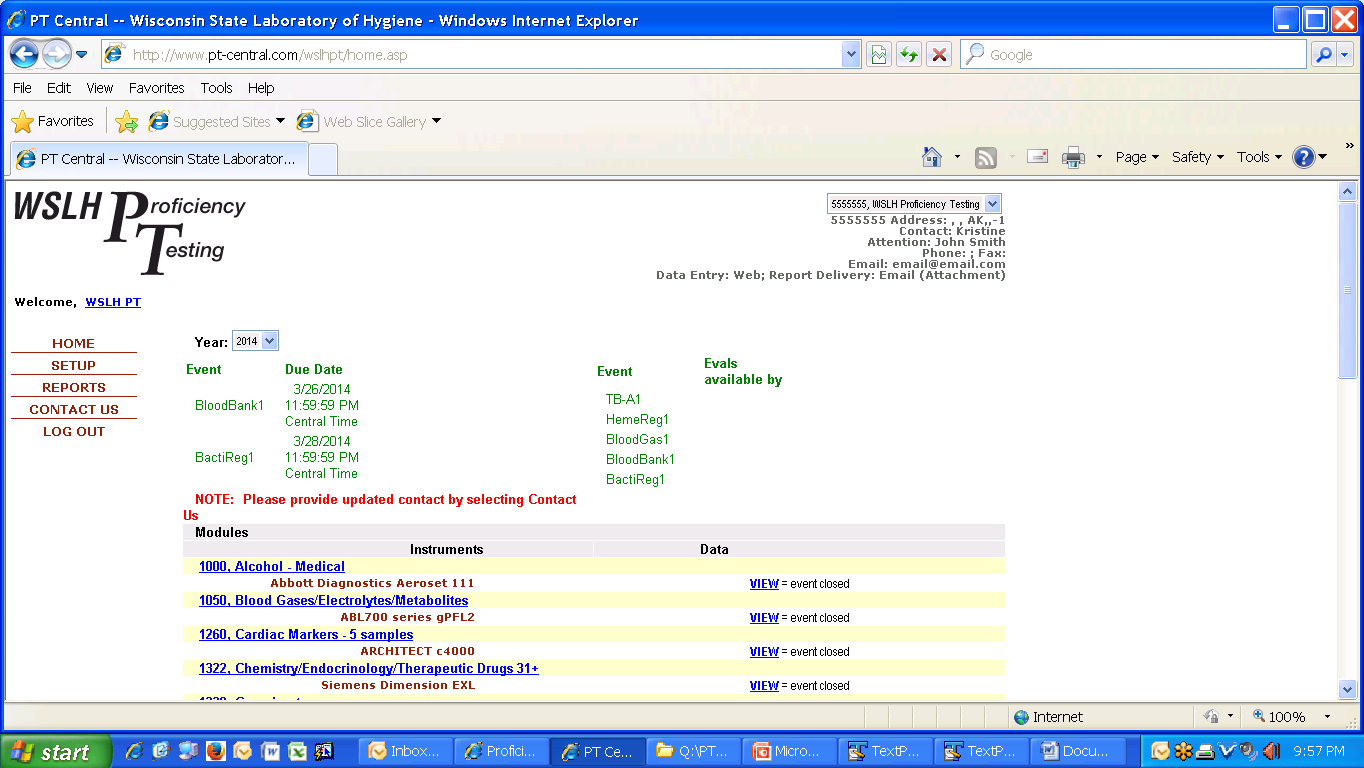 PT Central -- Wisconsin State Laboratory of Hygiene - Windows Internet Explorer
http://www.pt-central.com/wslhpt/home.asp
Google
File Edit View Favorites Tools Help
Favorites Suggested Sites Web Slice Gallery
PT Central -- Wisconsin State Laborator...
Page Safety Tools »
WSLH Proficiency Testing
5555555, WSLH Proficiency Testing
5555555 Address: , , AK,,-1
Contact: Kristine
Attention: John Smith
Phone: ; Fax:
Email: email@email.com
Data Entry: Web; Report Delivery: Email (Attachment)
Welcome, WSLH PT
HOME
SETUP
REPORTS
CONTACT US
LOG OUT
Year: 2014
Event Due Date
BloodBank1 3/26/2014
11:59:59 PM
Central Time
BactiReg1 3/28/2014
11:59:59 PM
Central Time
Event Evals
available by
TB-A1
HemeReg1
BloodGas1
BloodBank1
BactiReg1
NOTE: Please provide updated contact by selecting Contact
Us
Modules
Instruments Data
1000, Alcohol - Medical
Abbott Diagnostics Aeroset 111 VIEW = event closed
1050, Blood Gases/Electrolytes/Metabolites
ABL700 series gPFL2 VIEW = event closed
1260, Cardiac Markers - 5 samples
ARCHITECT c4000 VIEW = event closed
1322, Chemistry/Endocrinology/Therapeutic Drugs 31+
Siemens Dimension EXL VIEW = event closed
Internet 100%
start Inbox... Profici... PT Ce... Q:\PT... Micro... TextP... TextP... Docu... 9:57 PM